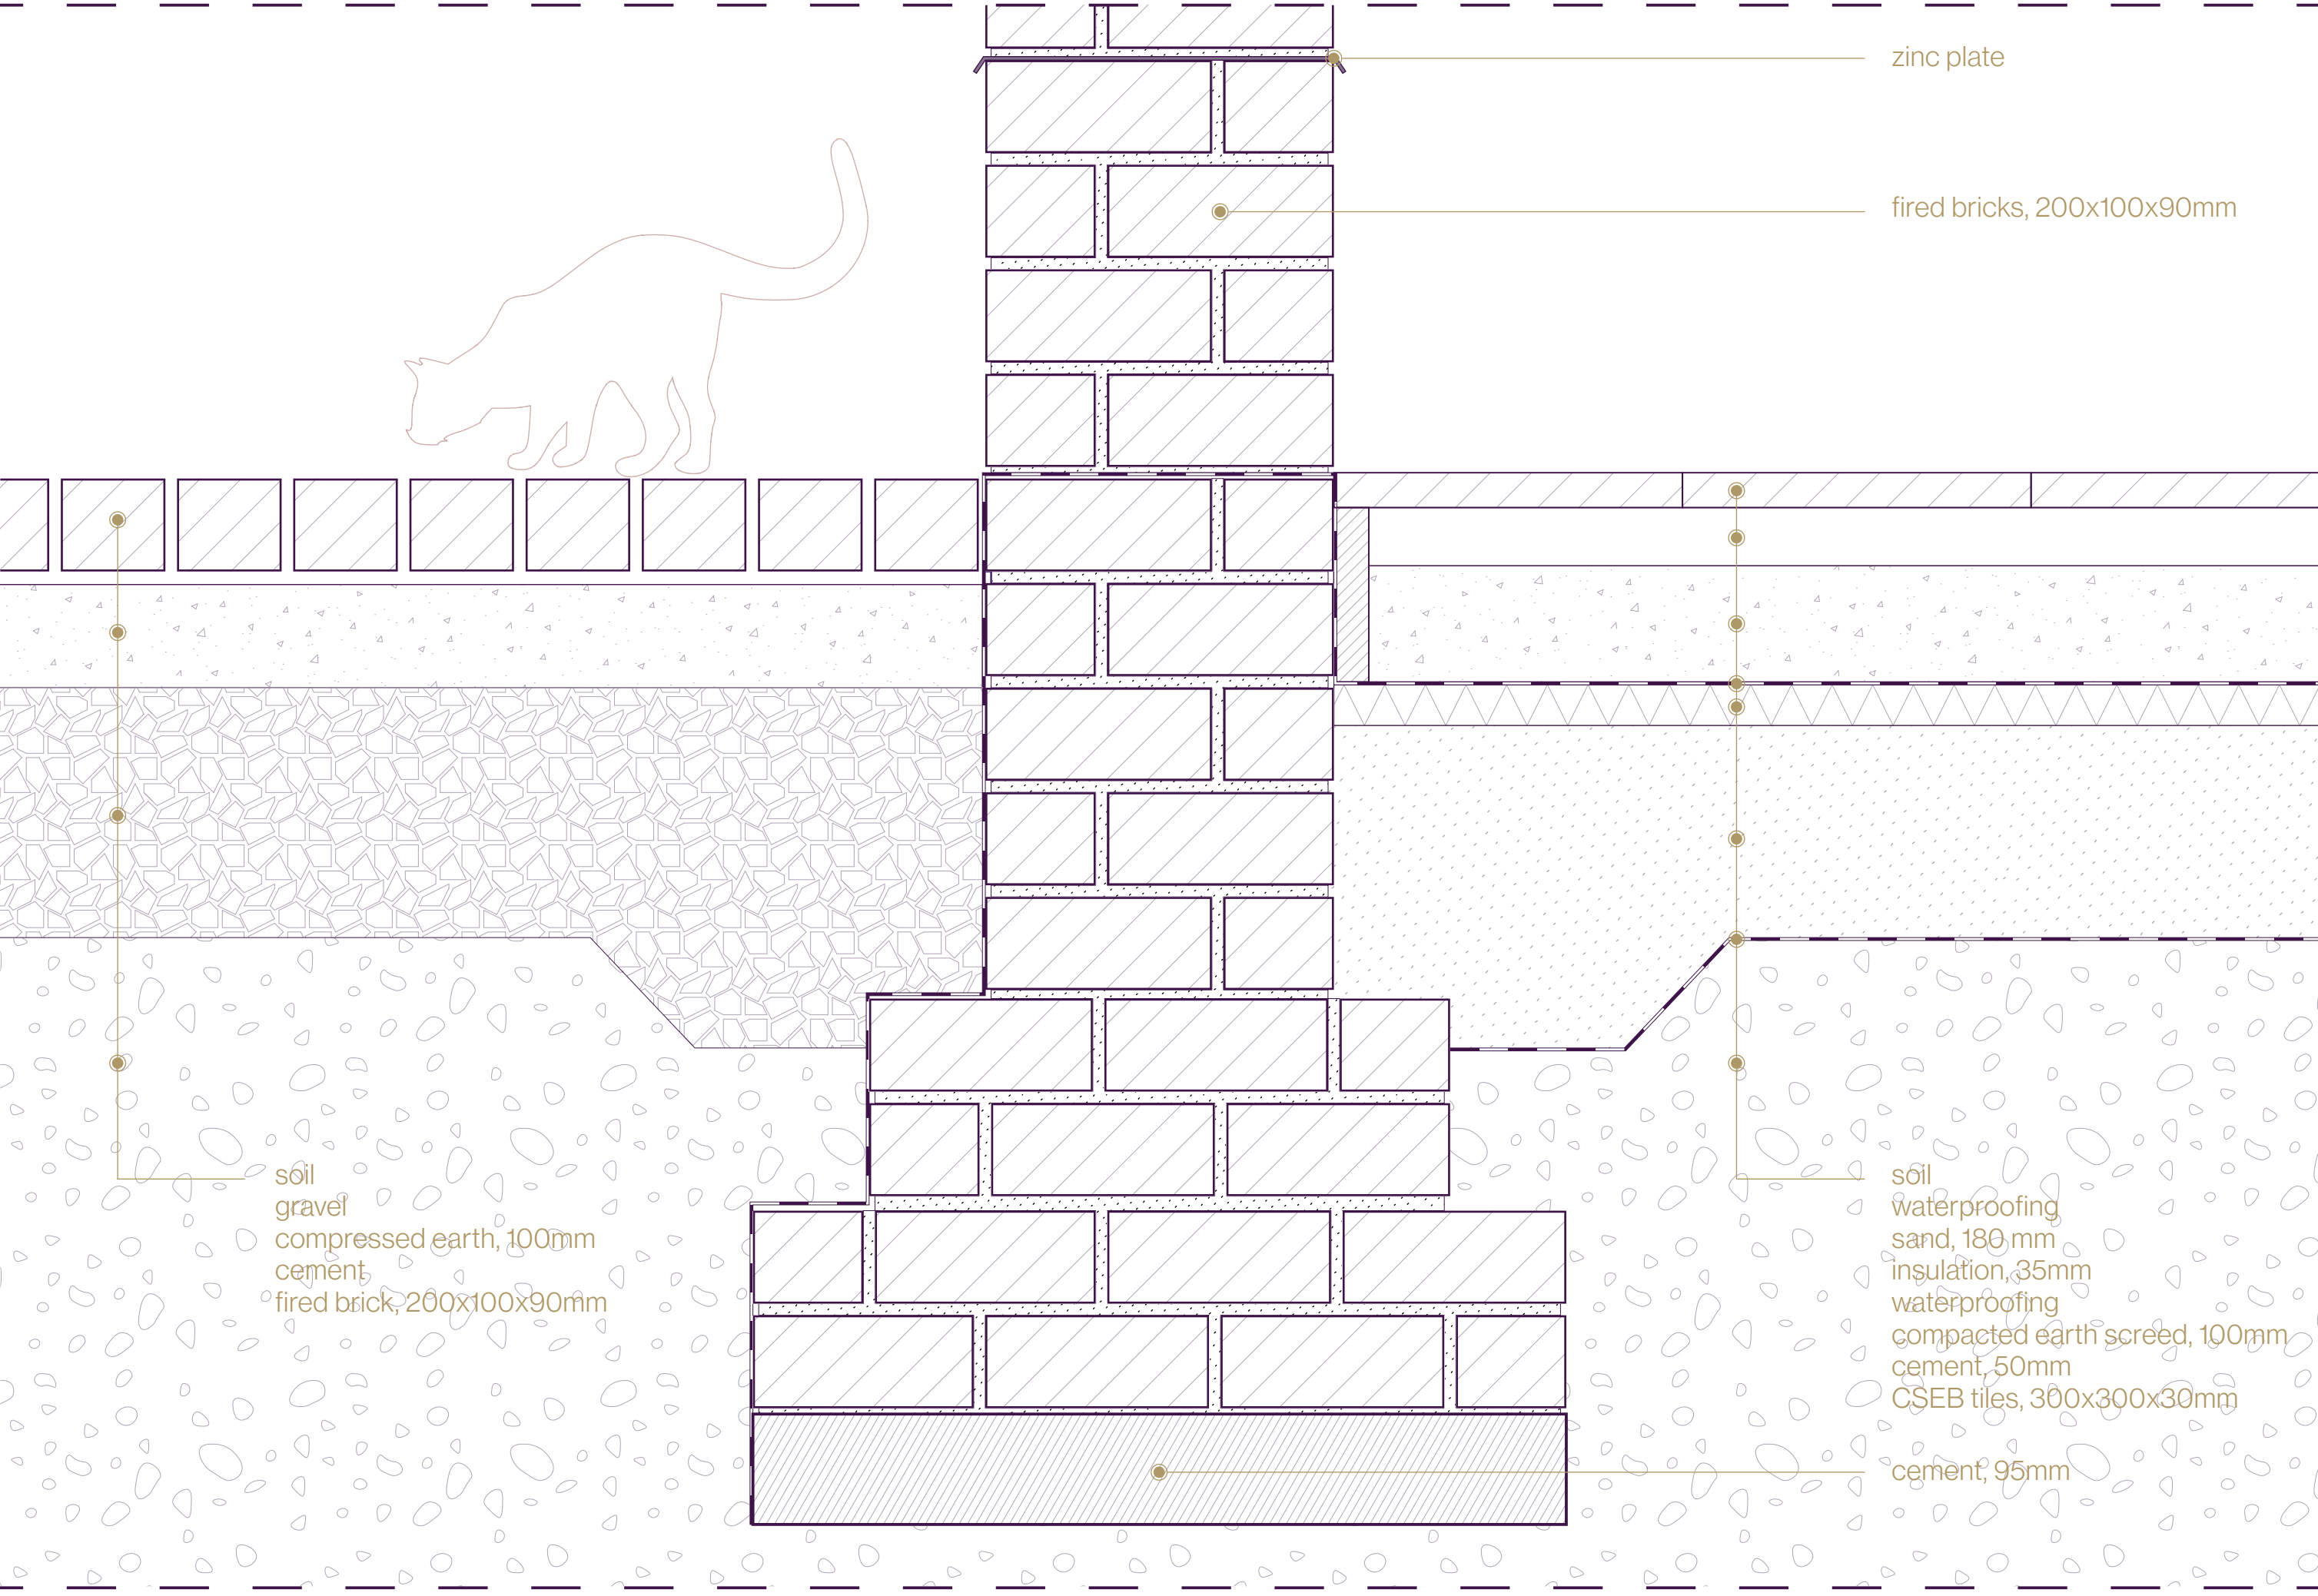 zinc plate
fired bricks, 200x100x90mm
soil
gravel
compressed earth, 100mm
cement
fired brick, 200x100x90mm
soil
waterproofing
sand, 180 mm
insulation, 35mm
waterproofing
compacted earth screed, 100mm
cement, 50mm
CSEB tiles, 300x300x30mm
cement, 95mm